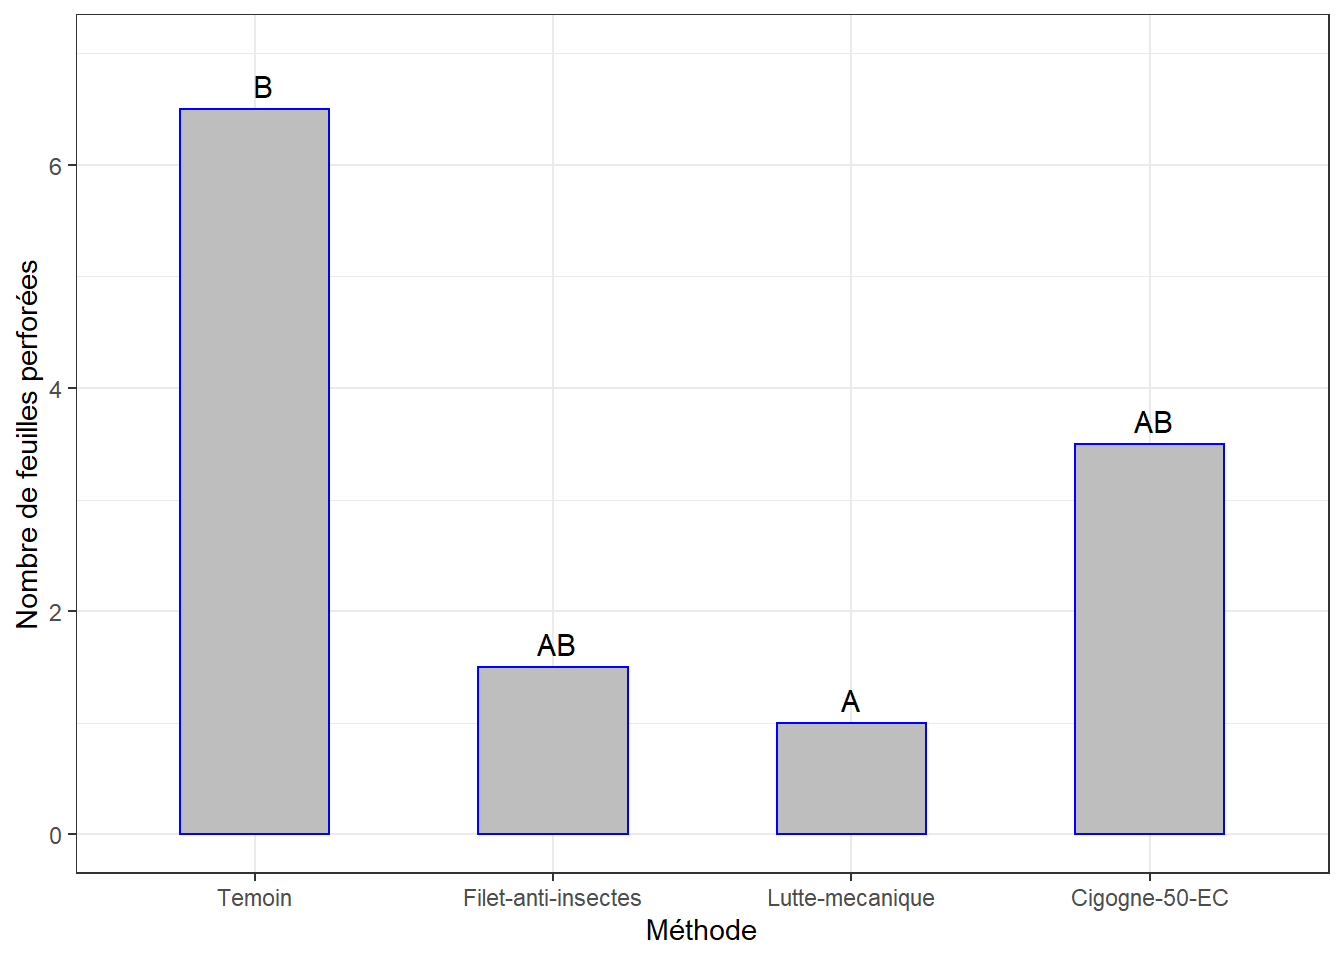 Nombre de feuilles perforées
6
4
2
0
B
AB
A
AB
Temoin
Filet-anti-insectes
Lutte-mecanique
Cigogne-50-EC
Méthode